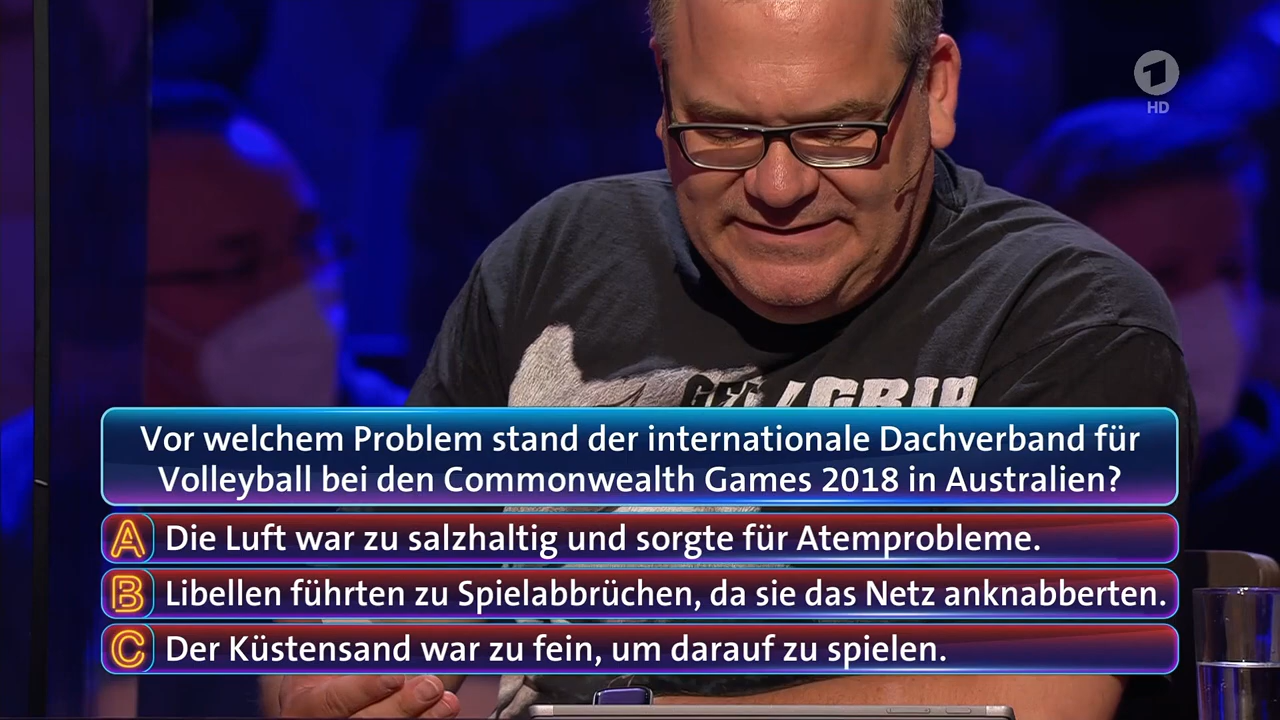 1
HD
GET / GRIP
Vor welchem Problem stand der internationale Dachverband für
Volleyball bei den Commonwealth Games 2018 in Australien?
A Die Luft war zu salzhaltig und sorgte für Atemprobleme.
B Libellen führten zu Spielabbrüchen, da sie das Netz anknabberten.
C Der Küstensand war zu fein, um darauf zu spielen.